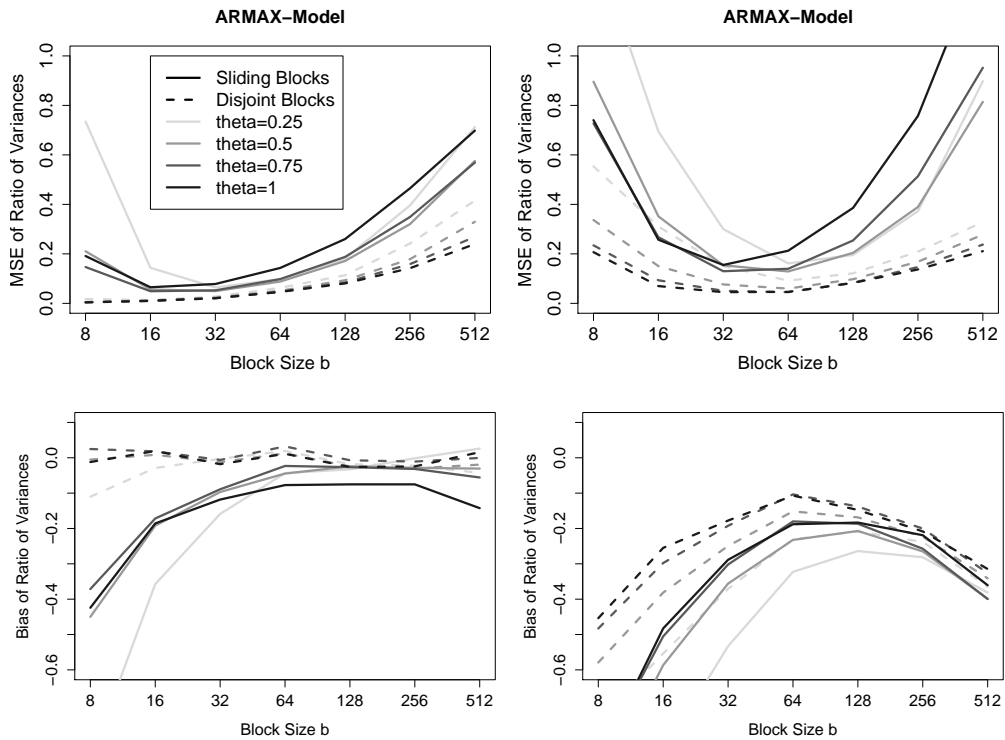 ARMAX−Model
MSE of Ratio of Variances
0.0 0.2 0.4 0.6 0.8 1.0
Sliding Blocks
Disjoint Blocks
theta=0.25
theta=0.5
theta=0.75
theta=1
8 16 32 64 128 256 512
Block Size b
ARMAX−Model
MSE of Ratio of Variances
0.0 0.2 0.4 0.6 0.8 1.0
8 16 32 64 128 256 512
Block Size b
Bias of Ratio of Variances
−0.6 −0.4 −0.2 0.0
8 16 32 64 128 256 512
Block Size b
Bias of Ratio of Variances
−0.6 −0.4 −0.2 0.0
8 16 32 64 128 256 512
Block Size b